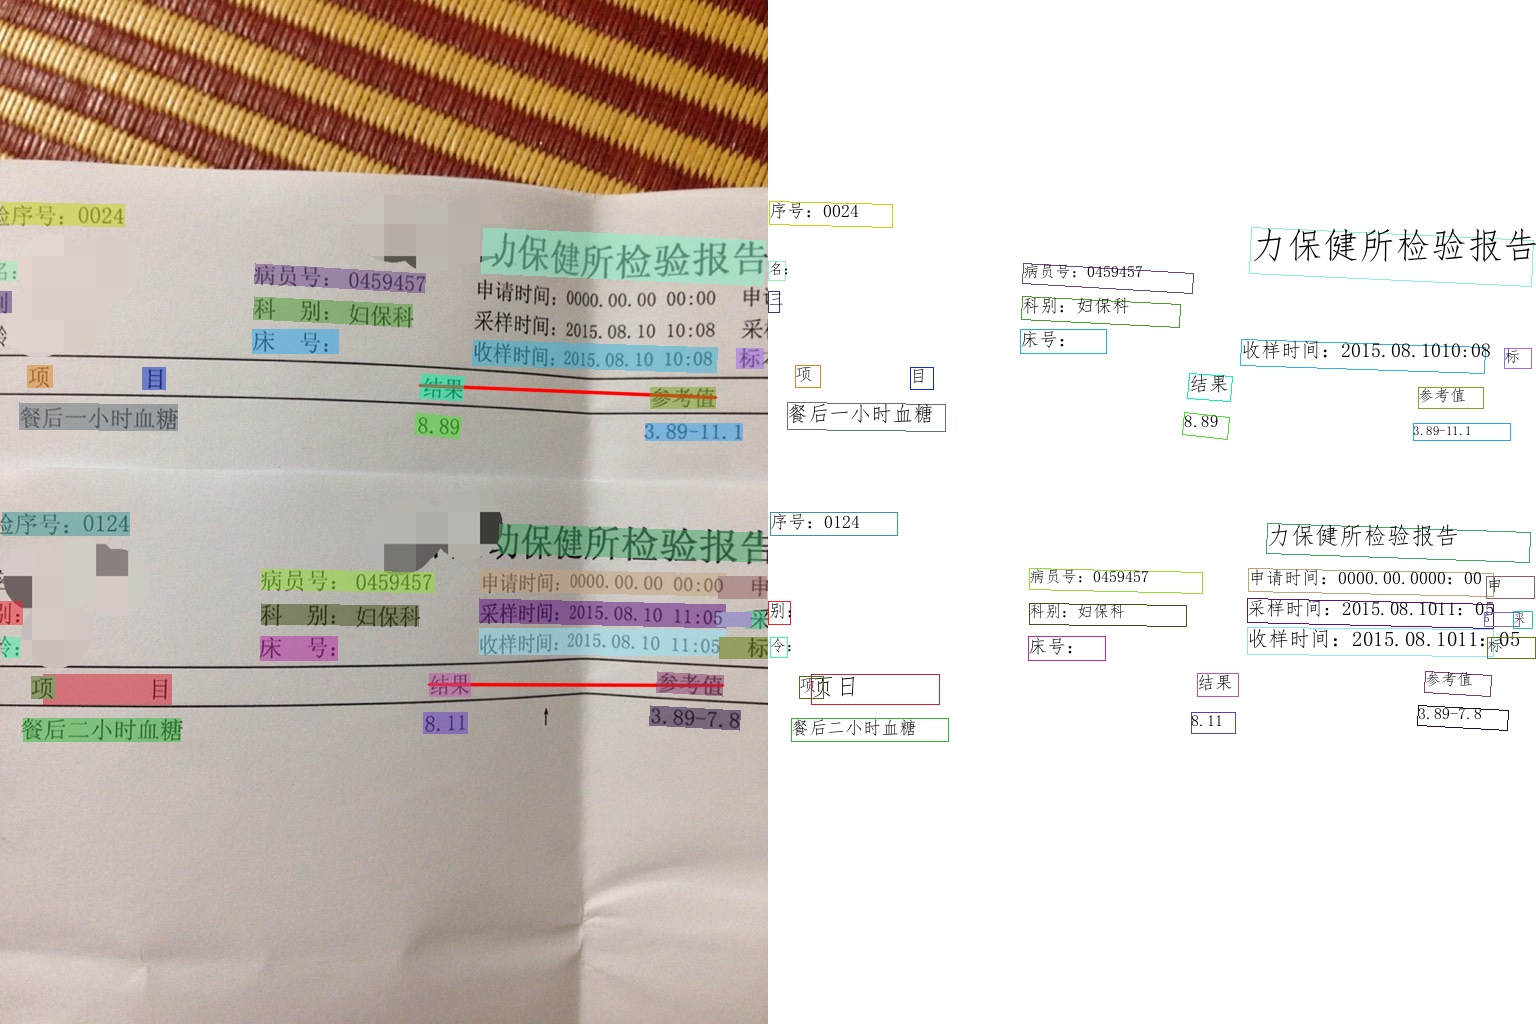 验序号: 0024
序号: 0024
力保健所检验报告
力保健所检验报告
名:
名:
病员号: 0459457
病员号: 0459457
申请时间: 0000.00.00 00:00
申
别
科 别: 妇保科
科别: 妇保科
采样时间: 2015.08.10 10:08
采
龄
床 号:
床号:
收样时间: 2015.08.10 10:08
标
收样时间: 2015.08.1010:08
标
项 目 结果 参考值
项 目 结果 参考值
餐后一小时血糖 8.89 3.89-11.1
餐后一小时血糖 8.89 3.89-11.1
验序号: 0124
序号: 0124
助保健所检验报告
力保健所检验报告
病员号: 0459457
申请时间: 0000.00.00 00:00
申
病员号: 0459457
申请时间: 0000.00.0000: 00
申
别:
科 别: 妇保科
采样时间: 2015.08.10 11:05
采
别:
科别: 妇保科
采样时间: 2015.08.1011: 05
采
龄:
床 号:
收样时间: 2015.08.10 11:05
标
令:
床号:
收样时间: 2015.08.1011: 05
标
项 目 结果 参考值
项 页日 结果 参考值
餐后二小时血糖 8.11 ↑ 3.89-7.8
餐后二小时血糖 8.11 3.89-7.8